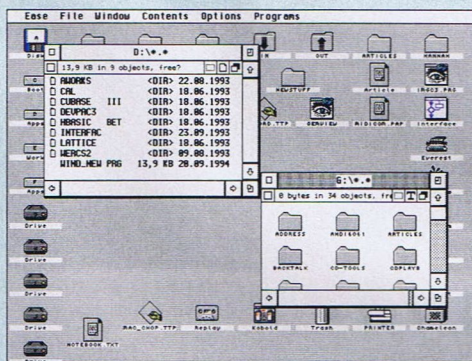 Ease File Window Contents Options Programs
D:\*.*
13,9 KB in 9 objects, free?
AWORKS <DIR> 22.08.1993
CAL <DIR> 18.06.1993
CUBASE III <DIR> 18.06.1993
DEVPAC3 <DIR> 18.06.1993
HBASIC BET <DIR> 18.06.1993
INTERFAC <DIR> 23.09.1993
LATTICE <DIR> 18.06.1993
WERCS2 <DIR> 09.08.1993
WIND_NEW PRG 13,9 KB 20.09.1994
OUT
ARTICLES
NEWSTUFF
Article
GEMVIEW
Interface
Everest
G:\*.*
0 bytes in 34 objects, fre
ADDRESS
ARTICLES
BACKTALK
CD-TOOLS
Drive
Drive
Drive
Drive
Drive
MAC_CHOP.TTP
Replay
Kobold
Trash
PRINTER
Chameleon
NOTEBOOK.TXT